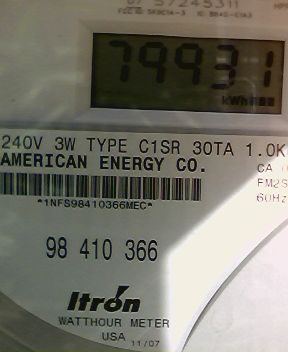 57245311
79931
kWh
240V 3W TYPE C1SR 30TA 1.0K
AMERICAN ENERGY CO.
CA
FM2S
60Hz
*1NFS98410366MEC*
98 410 366
Itron
WATTHOUR METER
USA 11/07